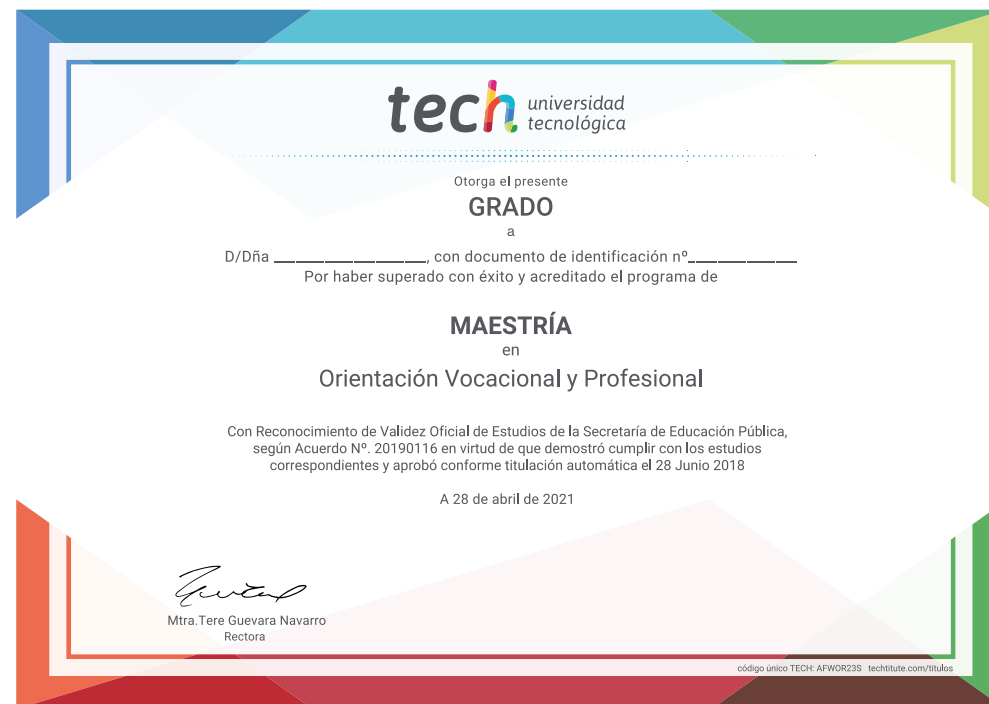 tech universidad
tecnológica
Otorga el presente
GRADO
a
D/Dña ____________________, con documento de identificación nº______________
Por haber superado con éxito y acreditado el programa de
MAESTRÍA
en
Orientación Vocacional y Profesional
Con Reconocimiento de Validez Oficial de Estudios de la Secretaría de Educación Pública,
según Acuerdo Nº. 20190116 en virtud de que demostró cumplir con los estudios
correspondientes y aprobó conforme titulación automática el 28 Junio 2018
A 28 de abril de 2021
Mtra.Tere Guevara Navarro
Rectora
código único TECH: AFWOR23S techtitute.com/titulos